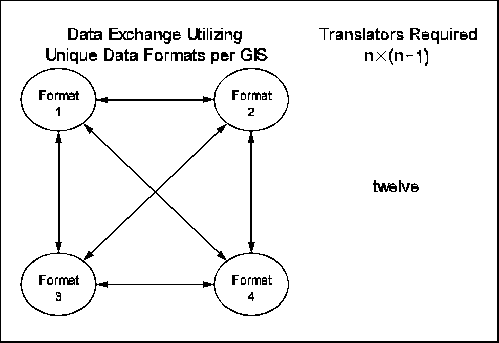 Data Exchange Utilizing
Unique Data Formats per GIS
Translators Required
n×(n−1)
Format
1
Format
2
twelve
Format
3
Format
4